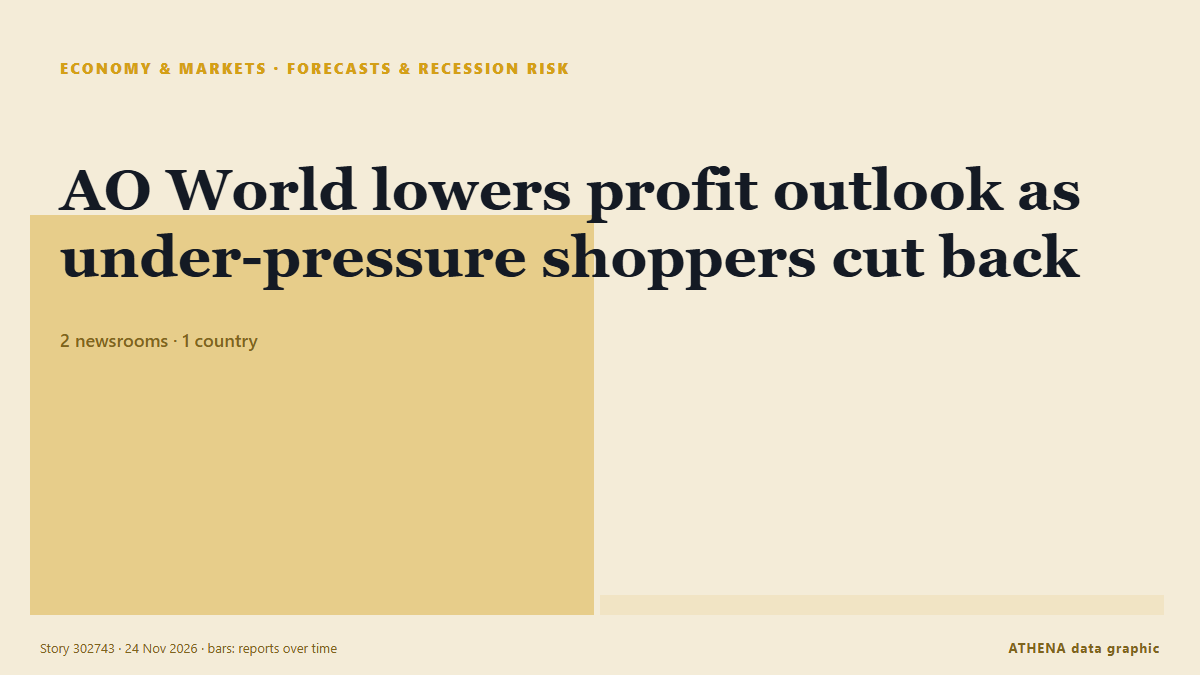 ECONOMY & MARKETS · FORECASTS & RECESSION RISK
AO World lowers profit outlook as
under-pressure shoppers cut back
2 newsrooms · 1 country
Story 302743 · 24 Nov 2026 · bars: reports over time
ATHENA data graphic